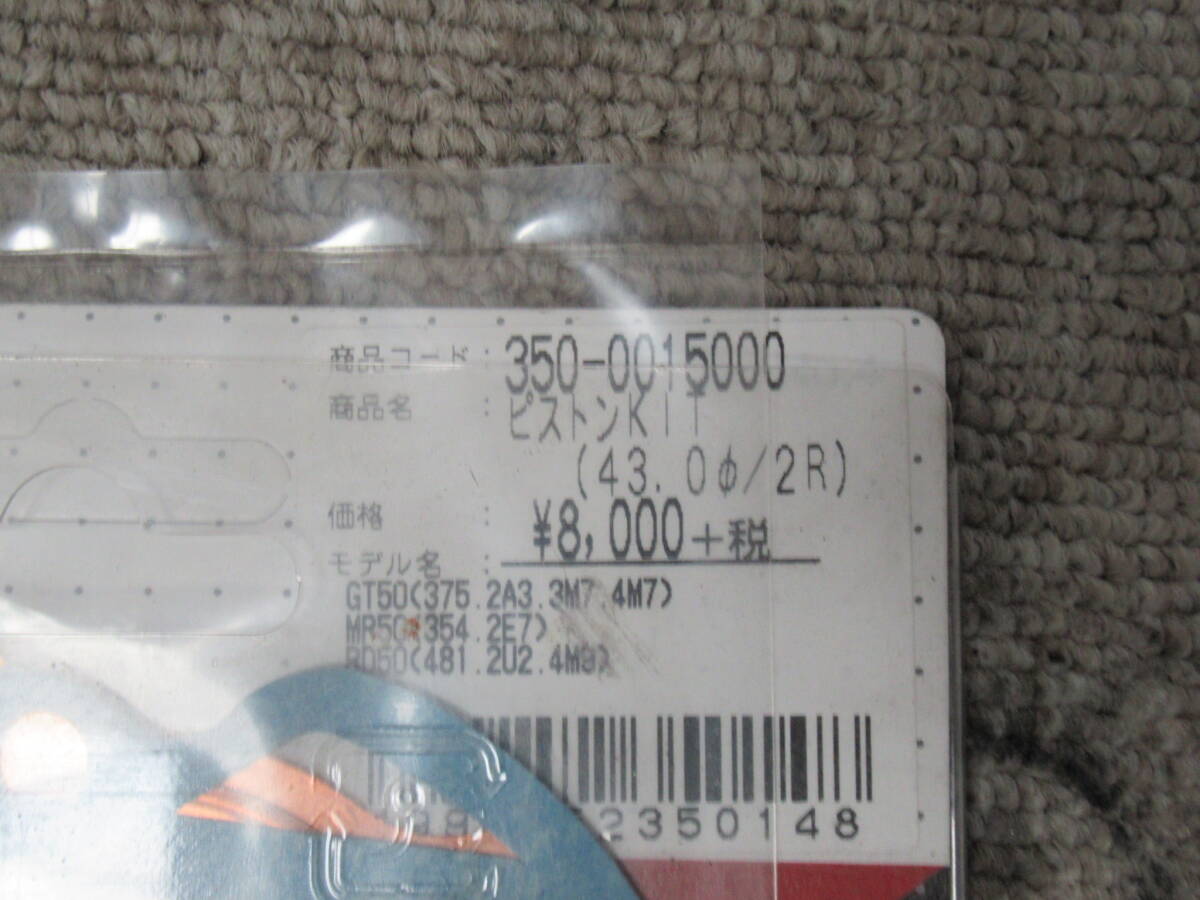 商品コード : 350-0015000
商品名 : ピストンKIT
(43.0φ/2R)
価格 : ¥8,000+税
モデル名 :
GT50(375.2A3.3M7.4M7)
MR50(354.2E7)
RD50(481.2U2.4M9)
2350148